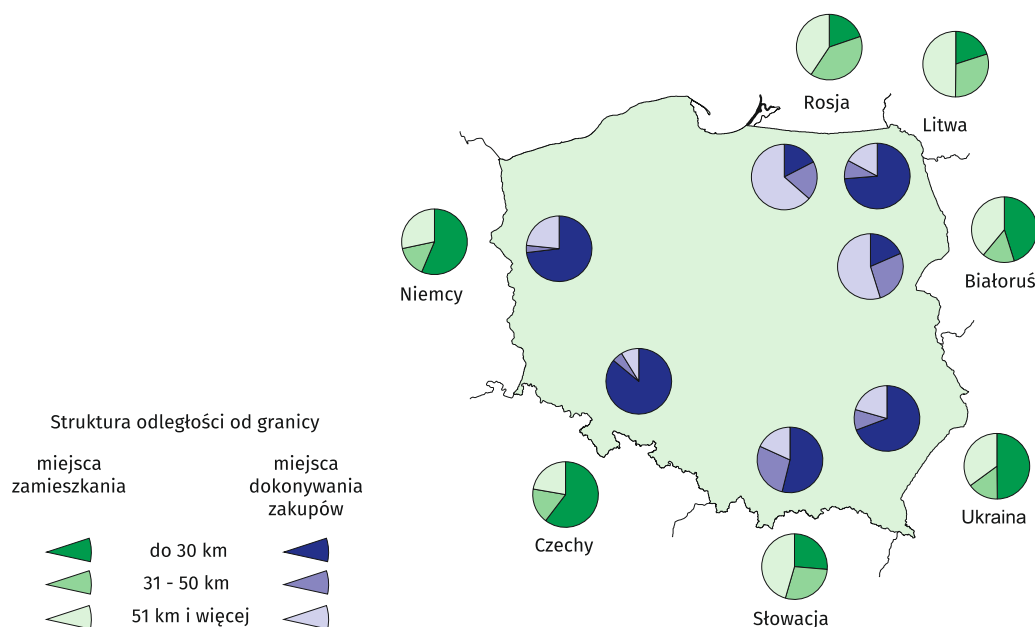 Rosja
Litwa
Niemcy
Białoruś
Struktura odległości od granicy
miejsca
zamieszkania
miejsca
dokonywania
zakupów
do 30 km
31 - 50 km
51 km i więcej
Czechy
Ukraina
Słowacja